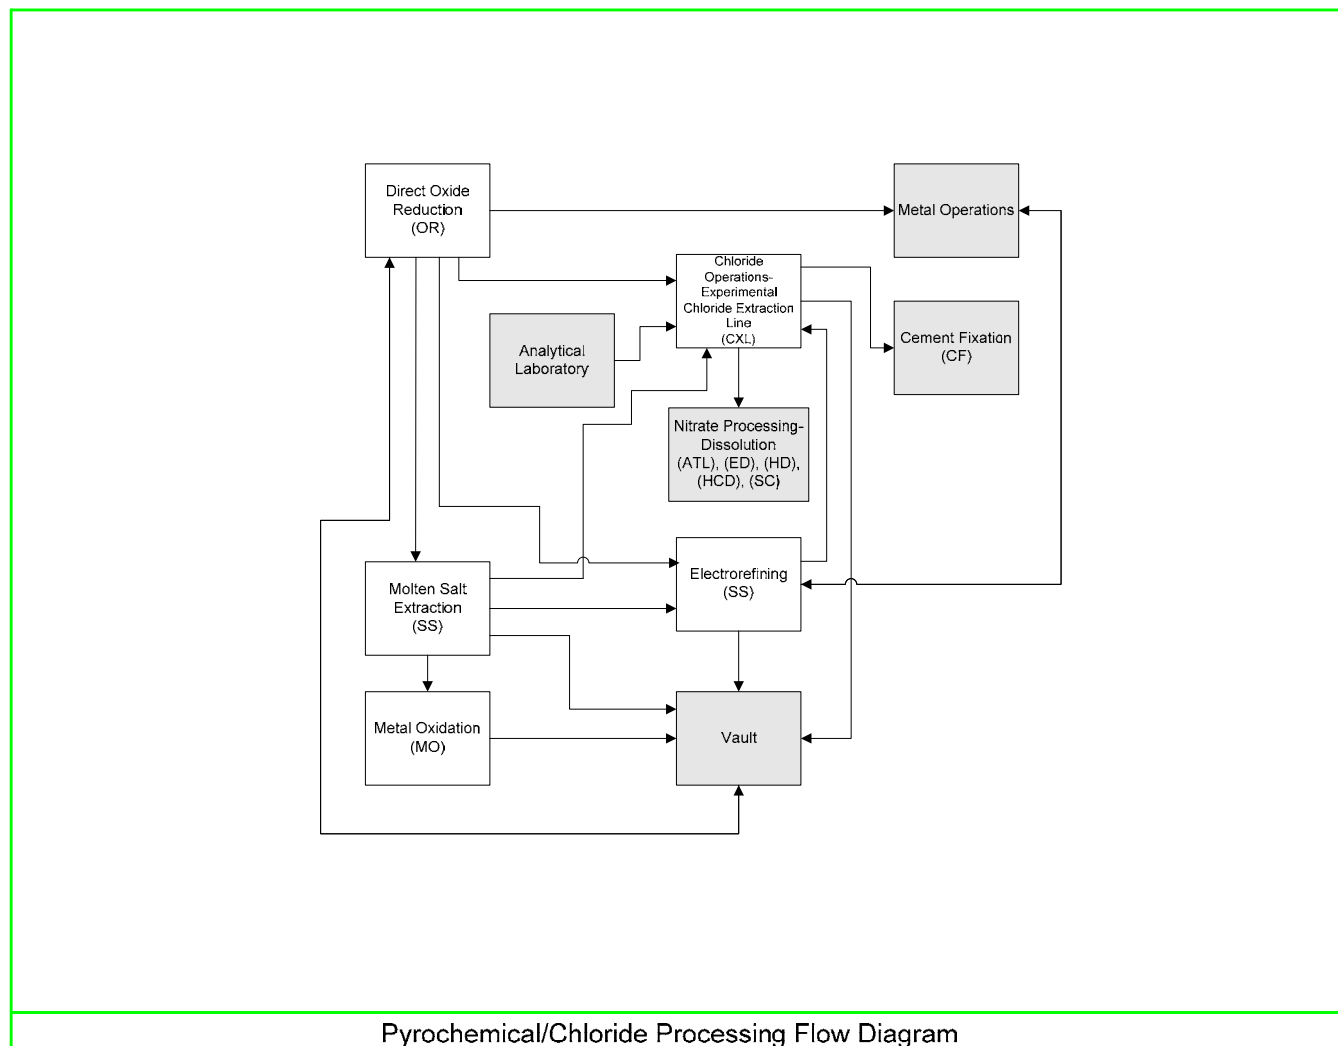 Direct Oxide
Reduction
(OR)
Metal Operations
Chloride
Operations-
Experimental
Chloride Extraction
Line
(CXL)
Analytical
Laboratory
Cement Fixation
(CF)
Nitrate Processing-
Dissolution
(ATL), (ED), (HD),
(HCD), (SC)
Molten Salt
Extraction
(SS)
Electrorefining
(SS)
Metal Oxidation
(MO)
Vault
Pyrochemical/Chloride Processing Flow Diagram